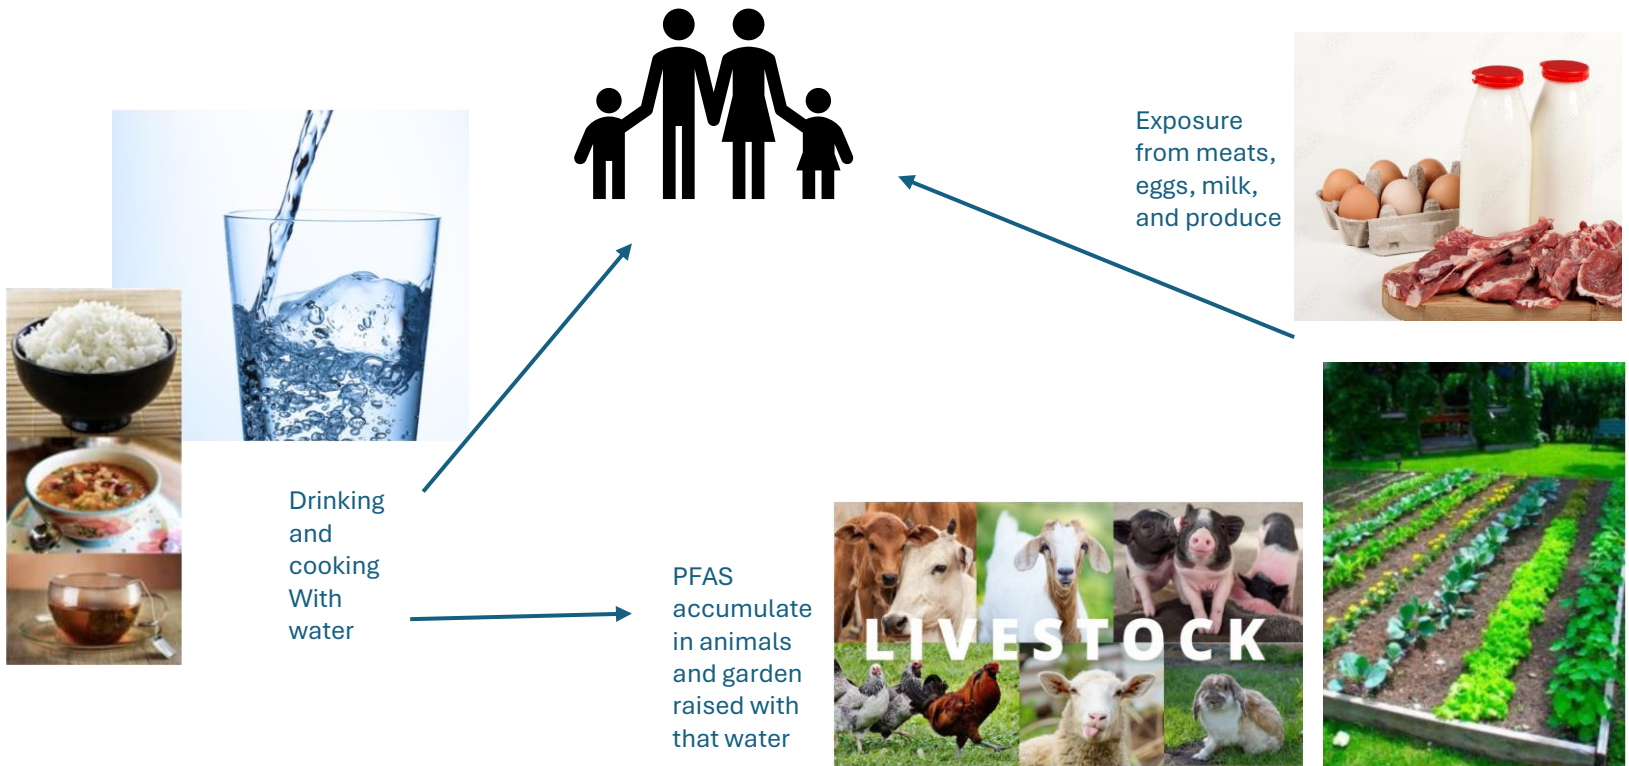 Exposure
from meats,
eggs, milk,
and produce
Drinking
and
cooking
With
water
PFAS
accumulate
in animals
and garden
raised with
that water
LIVESTOCK